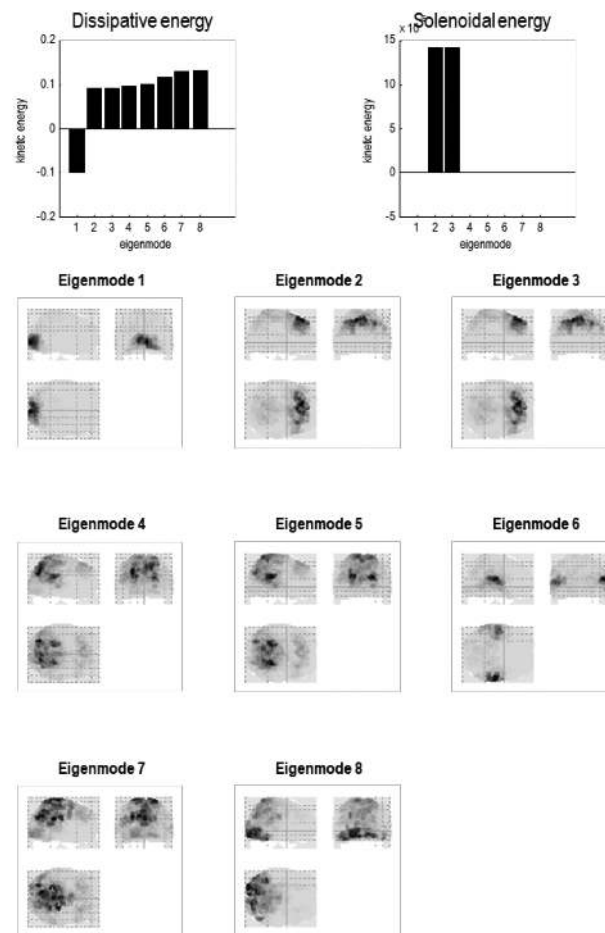 Dissipative energy
Solenoidal energy
0.2
0.1
0
-0.1
-0.2
kinetic energy
1 2 3 4 5 6 7 8
eigenmode
15
10
5
0
-5
kinetic energy
1 2 3 4 5 6 7 8
eigenmode
Eigenmode 1
Eigenmode 2
Eigenmode 3
Eigenmode 4
Eigenmode 5
Eigenmode 6
Eigenmode 7
Eigenmode 8